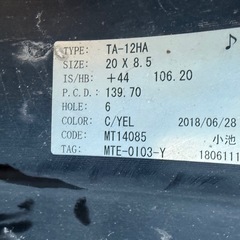 TYPE: TA-12HA
SIZE: 20 X 8.5
IS/HB: +44 106.20
P.C.D.: 139.70
HOLE: 6
COLOR: C/YEL 2018/06/28
CODE: MT14085 小池
TAG: MTE-0103-Y 1806111